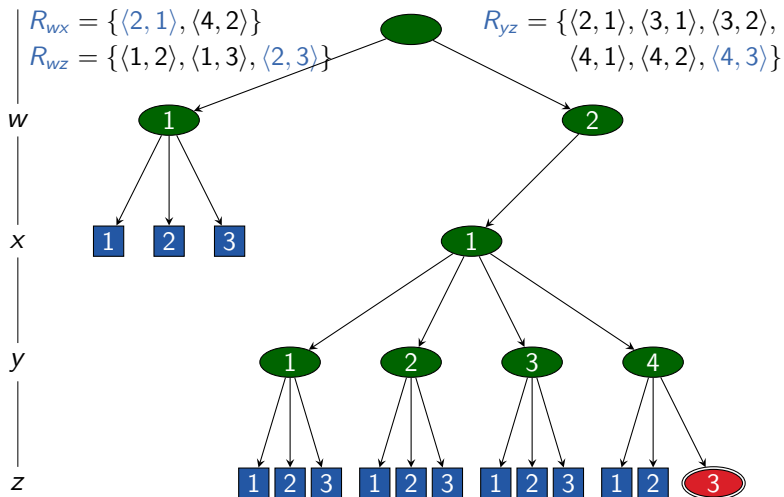 R_wx = {⟨2, 1⟩, ⟨4, 2⟩}
R_wz = {⟨1, 2⟩, ⟨1, 3⟩, ⟨2, 3⟩}
R_yz = {⟨2, 1⟩, ⟨3, 1⟩, ⟨3, 2⟩,
⟨4, 1⟩, ⟨4, 2⟩, ⟨4, 3⟩}
w 1 2
x 1 2 3 1
y 1 2 3 4
z 1 2 3 1 2 3 1 2 3 1 2 3